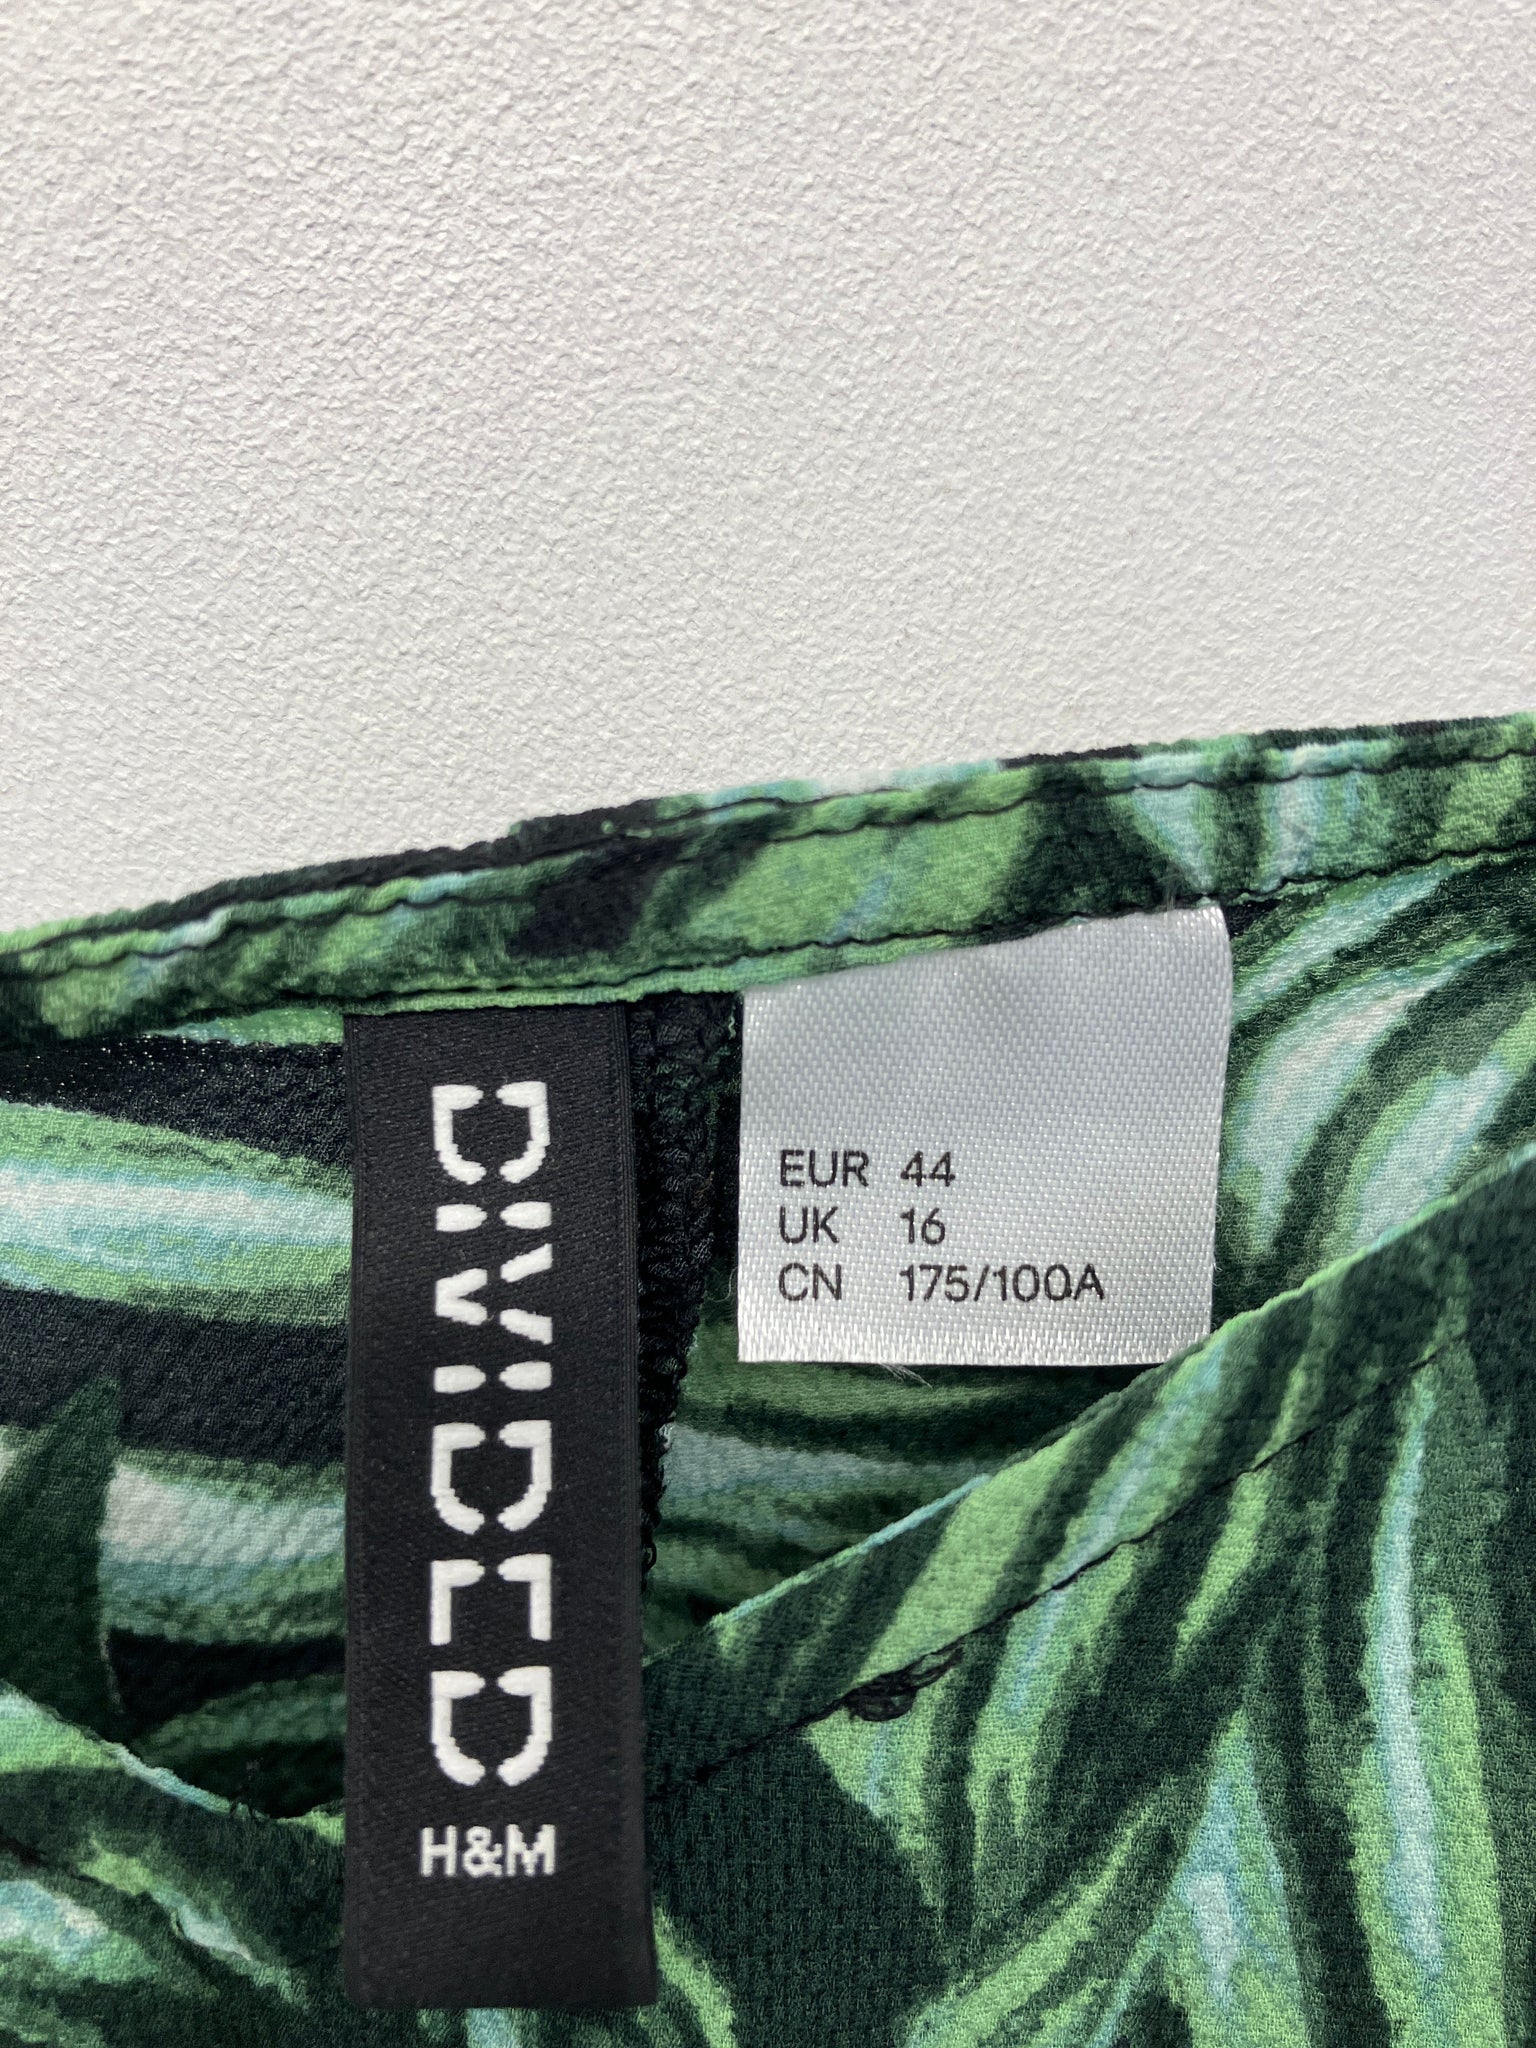 DIVIDED
H&M
EUR 44
UK 16
CN 175/100A